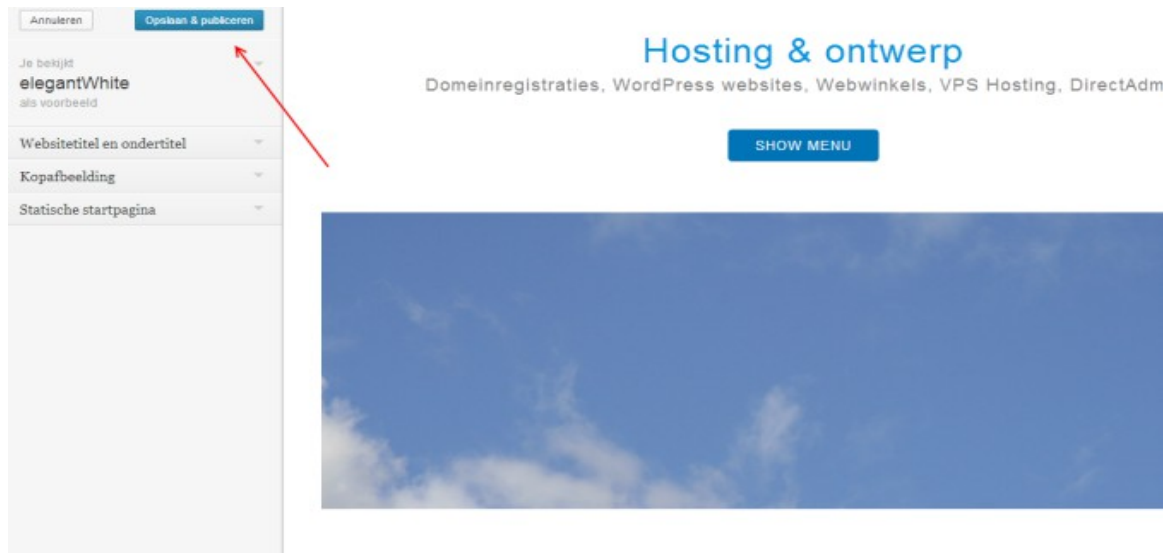 Annuleren
Opslaan & publiceren
Je bekijkt
elegantWhite
als voorbeeld
Websitetitel en ondertitel
Kopafbeelding
Statische startpagina
Hosting & ontwerp
Domeinregistraties, WordPress websites, Webwinkels, VPS Hosting, DirectAdm
SHOW MENU